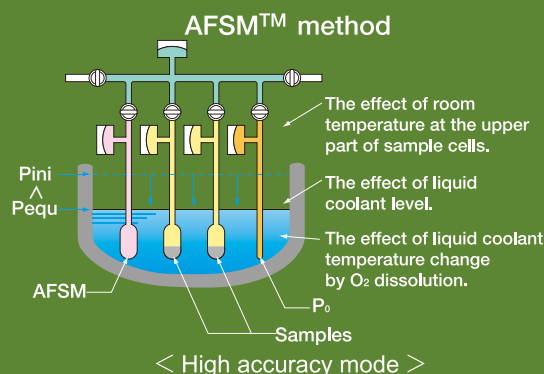 AFSM™ method
The effect of room
temperature at the upper
part of sample cells.
Pini
^
Pequ
The effect of liquid
coolant level.
The effect of liquid coolant
temperature change
by O₂ dissolution.
AFSM
P₀
Samples
< High accuracy mode >